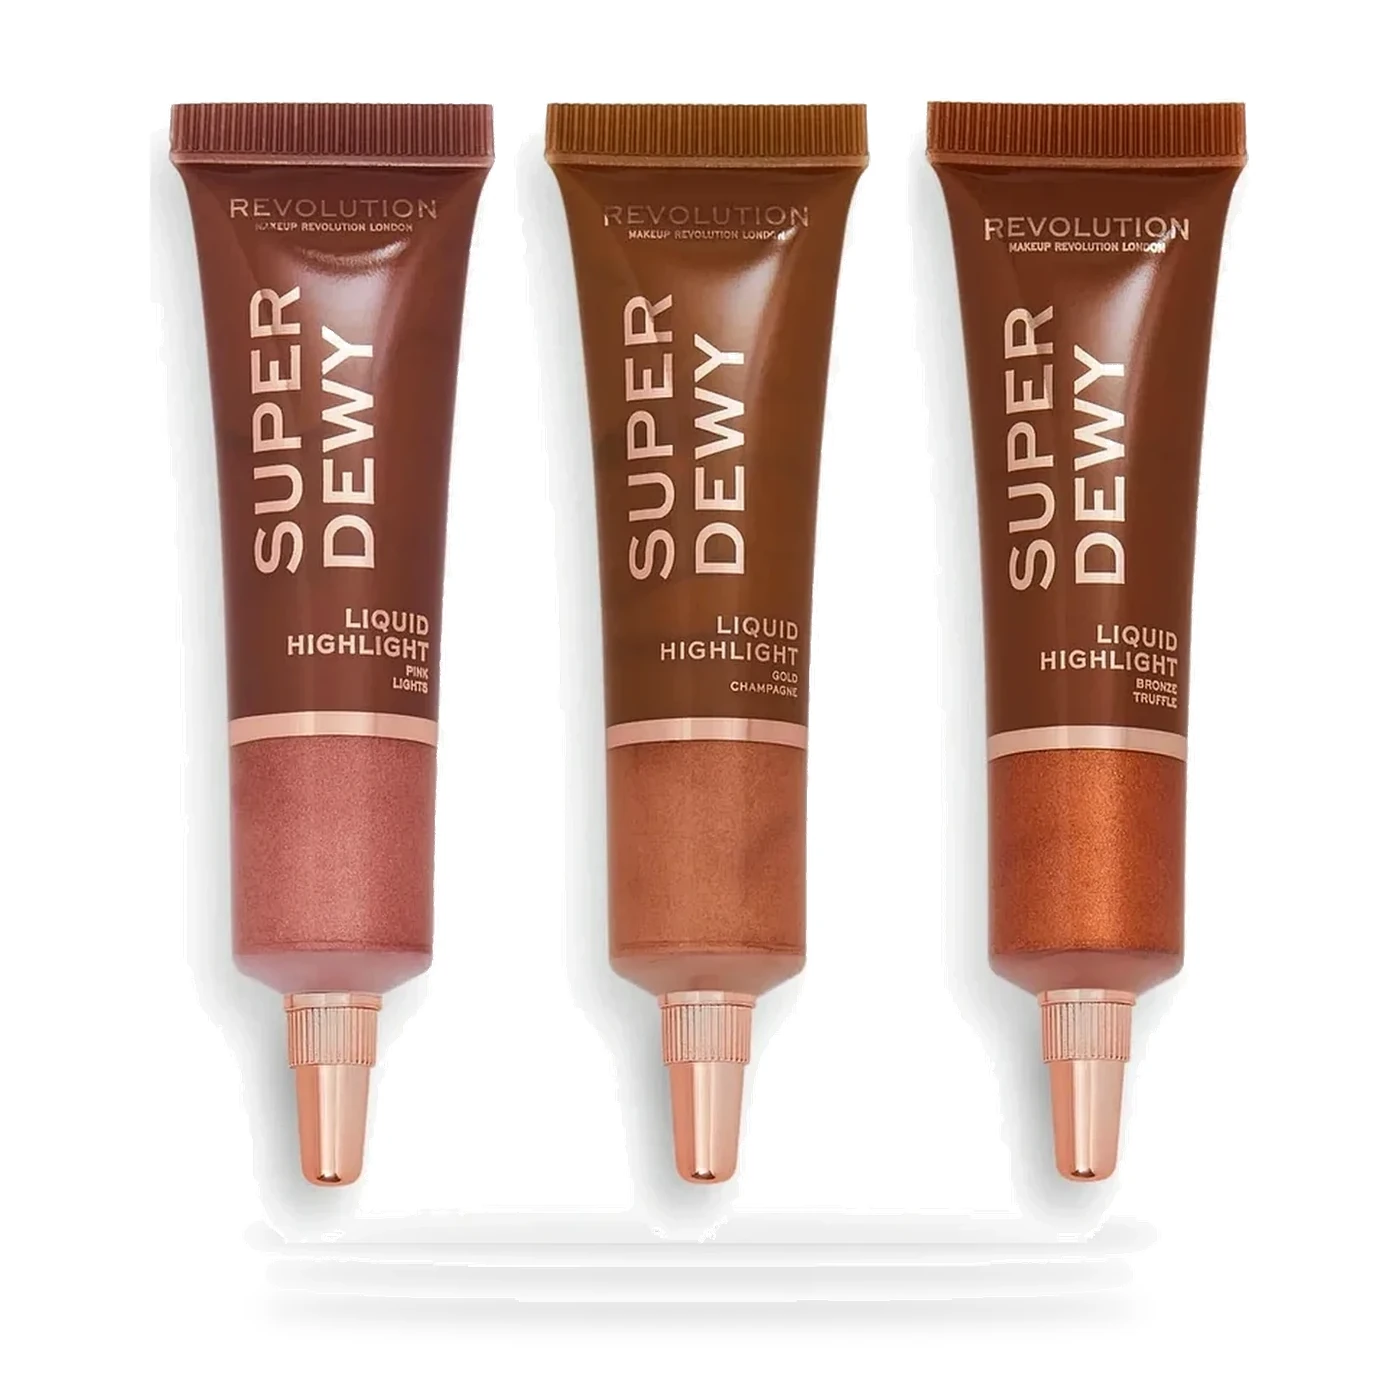 REVOLUTION
MAKEUP REVOLUTION LONDON
SUPER
DEWY
LIQUID
HIGHLIGHT
PINK
LIGHTS
REVOLUTION
MAKEUP REVOLUTION LONDON
SUPER
DEWY
LIQUID
HIGHLIGHT
GOLD
CHAMPAGNE
REVOLUTION
MAKEUP REVOLUTION LONDON
SUPER
DEWY
LIQUID
HIGHLIGHT
BRONZE
TRUFFLE